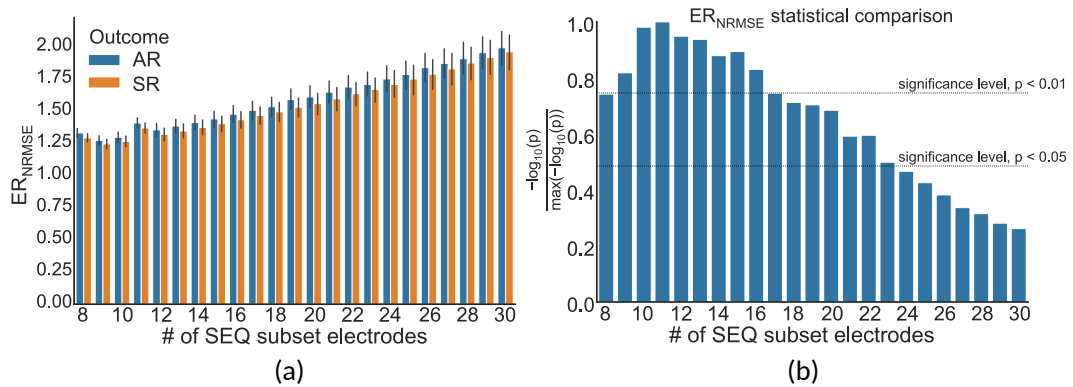 Outcome
AR
SR
2.00
1.75
1.50
1.25
1.00
0.75
0.50
0.25
0.00
ER_NRMSE
8 10 12 14 16 18 20 22 24 26 28 30
# of SEQ subset electrodes
(a)
ER_NRMSE statistical comparison
1.0
0.8
0.6
0.4
0.2
0.0
−log10(p)
max(−log10(p))
significance level, p < 0.01
significance level, p < 0.05
8 10 12 14 16 18 20 22 24 26 28 30
# of SEQ subset electrodes
(b)